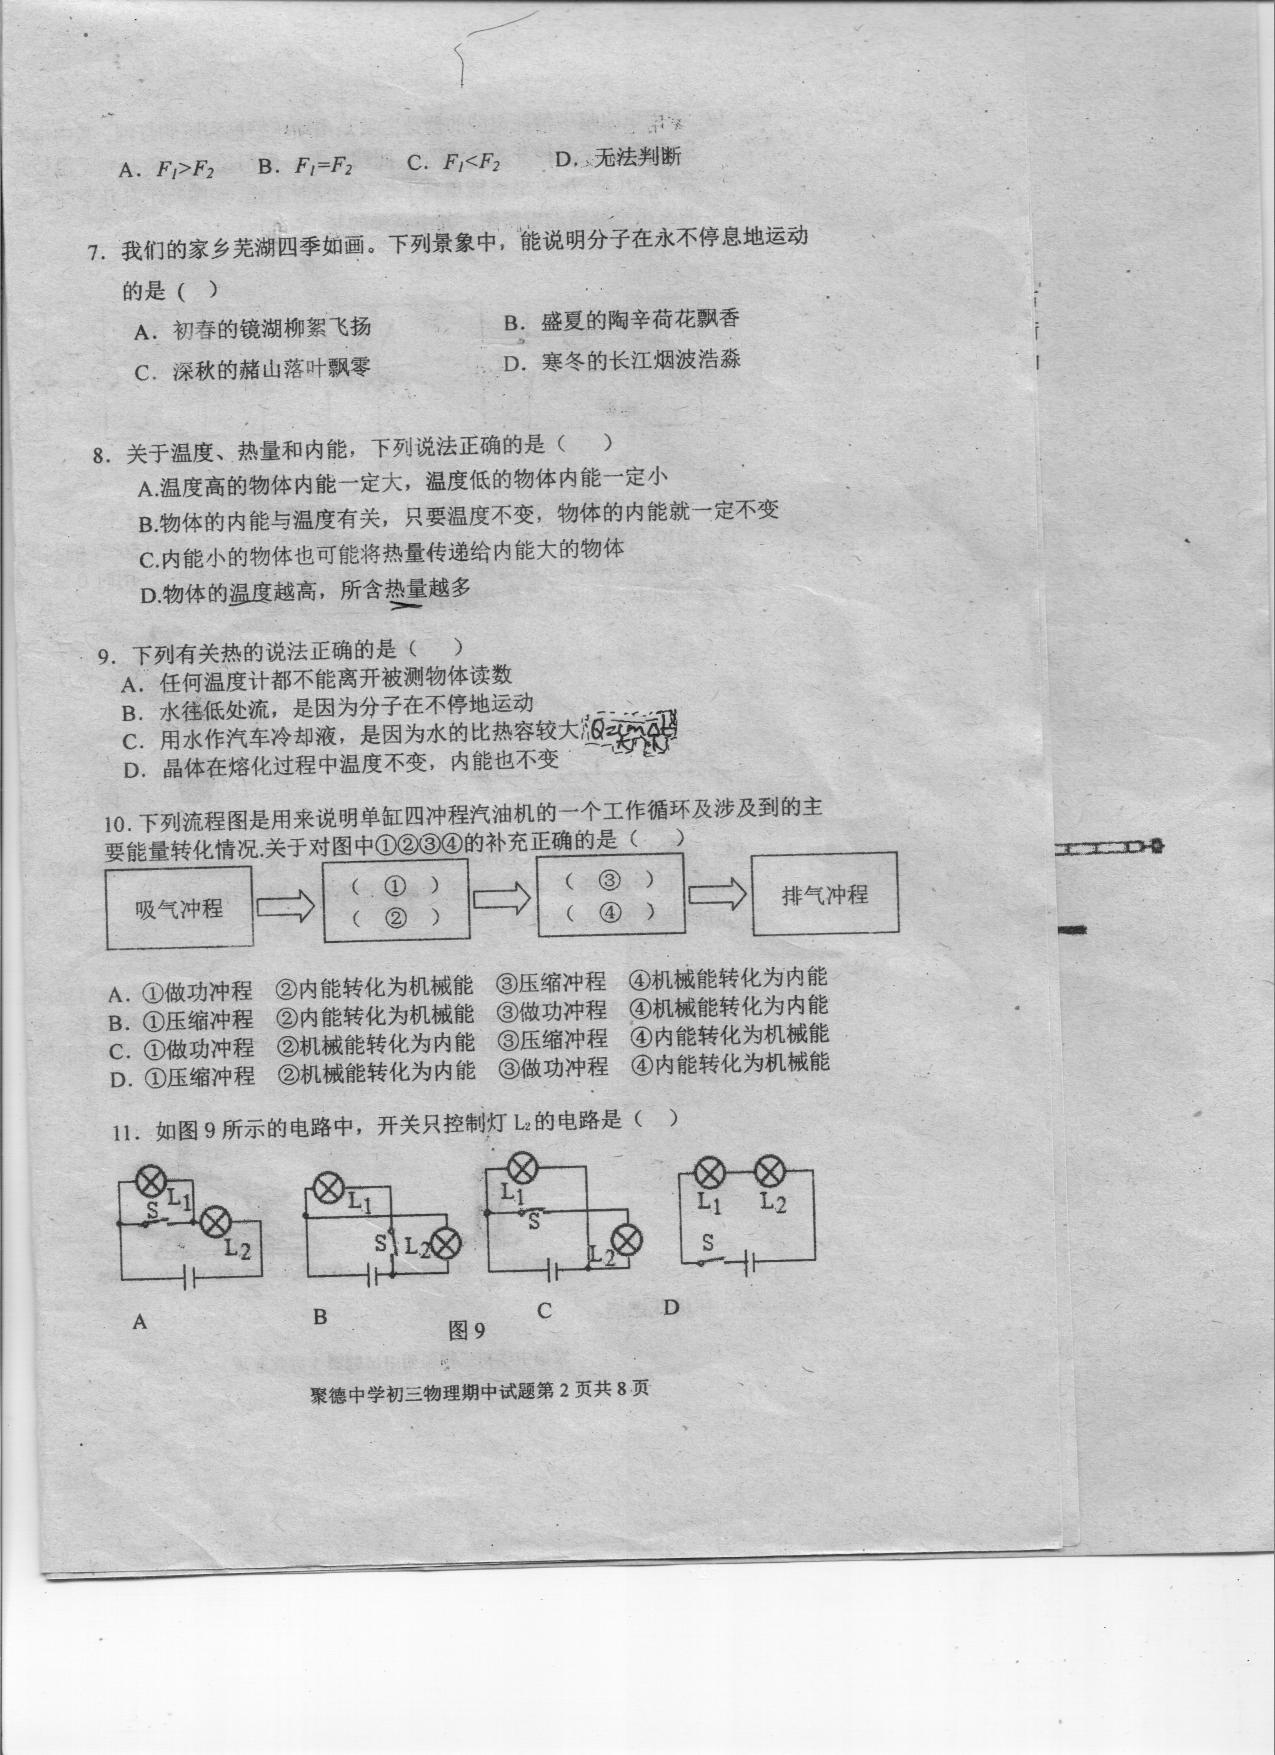 A. F₁>F₂ B. F₁=F₂ C. F₁<F₂ D. 无法判断
7. 我们的家乡芜湖四季如画。下列景象中，能说明分子在永不停息地运动
的是（ ）
A. 初春的镜湖柳絮飞扬 B. 盛夏的陶辛荷花飘香
C. 深秋的赭山落叶飘零 D. 寒冬的长江烟波浩淼
8. 关于温度、热量和内能，下列说法正确的是（ ）
A.温度高的物体内能一定大，温度低的物体内能一定小
B.物体的内能与温度有关，只要温度不变，物体的内能就一定不变
C.内能小的物体也可能将热量传递给内能大的物体
D.物体的温度越高，所含热量越多
9. 下列有关热的说法正确的是（ ）
A. 任何温度计都不能离开被测物体读数
B. 水往低处流，是因为分子在不停地运动
C. 用水作汽车冷却液，是因为水的比热容较大
D. 晶体在熔化过程中温度不变，内能也不变
10. 下列流程图是用来说明单缸四冲程汽油机的一个工作循环及涉及到的主
要能量转化情况.关于对图中①②③④的补充正确的是（ ）
吸气冲程 （ ① ） （ ② ） （ ③ ） （ ④ ） 排气冲程
A. ①做功冲程 ②内能转化为机械能 ③压缩冲程 ④机械能转化为内能
B. ①压缩冲程 ②内能转化为机械能 ③做功冲程 ④机械能转化为内能
C. ①做功冲程 ②机械能转化为内能 ③压缩冲程 ④内能转化为机械能
D. ①压缩冲程 ②机械能转化为内能 ③做功冲程 ④内能转化为机械能
11. 如图 9 所示的电路中，开关只控制灯 L₂ 的电路是（ ）
L₁ S L₂
L₁ S L₂
L₁ S L₂
L₁ L₂ S
A B C D
图 9
聚德中学初三物理期中试题第 2 页共 8 页